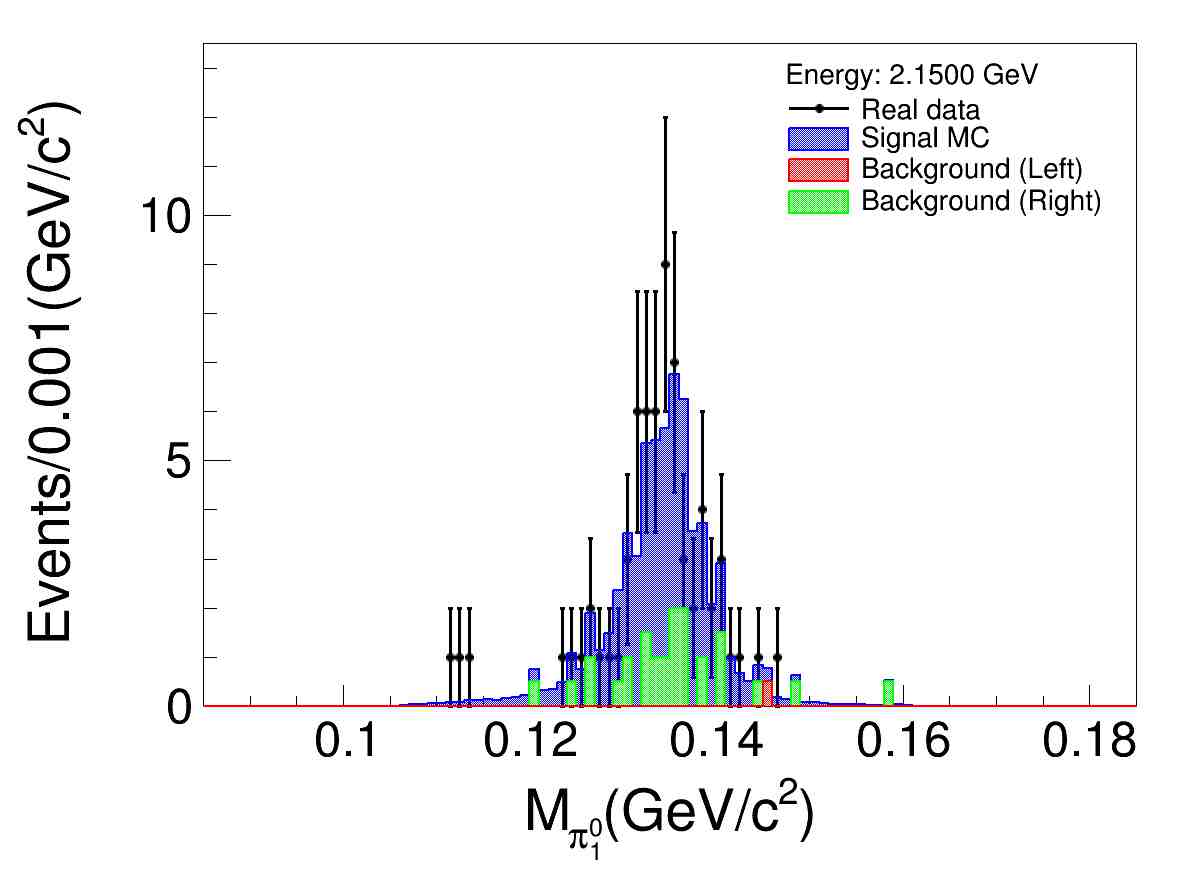 Energy: 2.1500 GeV
Real data
Signal MC
Background (Left)
Background (Right)
Events/0.001(GeV/c²)
10
5
0
0.1 0.12 0.14 0.16 0.18
M_{π⁰₁}(GeV/c²)